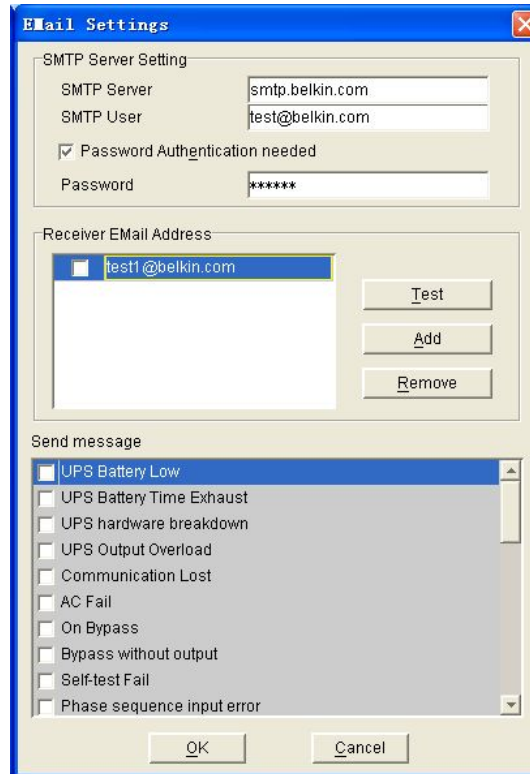 EMail Settings
SMTP Server Setting
SMTP Server smtp.belkin.com
SMTP User test@belkin.com
Password Authentication needed
Password ******
Receiver EMail Address
test1@belkin.com
Test
Add
Remove
Send message
UPS Battery Low
UPS Battery Time Exhaust
UPS hardware breakdown
UPS Output Overload
Communication Lost
AC Fail
On Bypass
Bypass without output
Self-test Fail
Phase sequence input error
OK Cancel